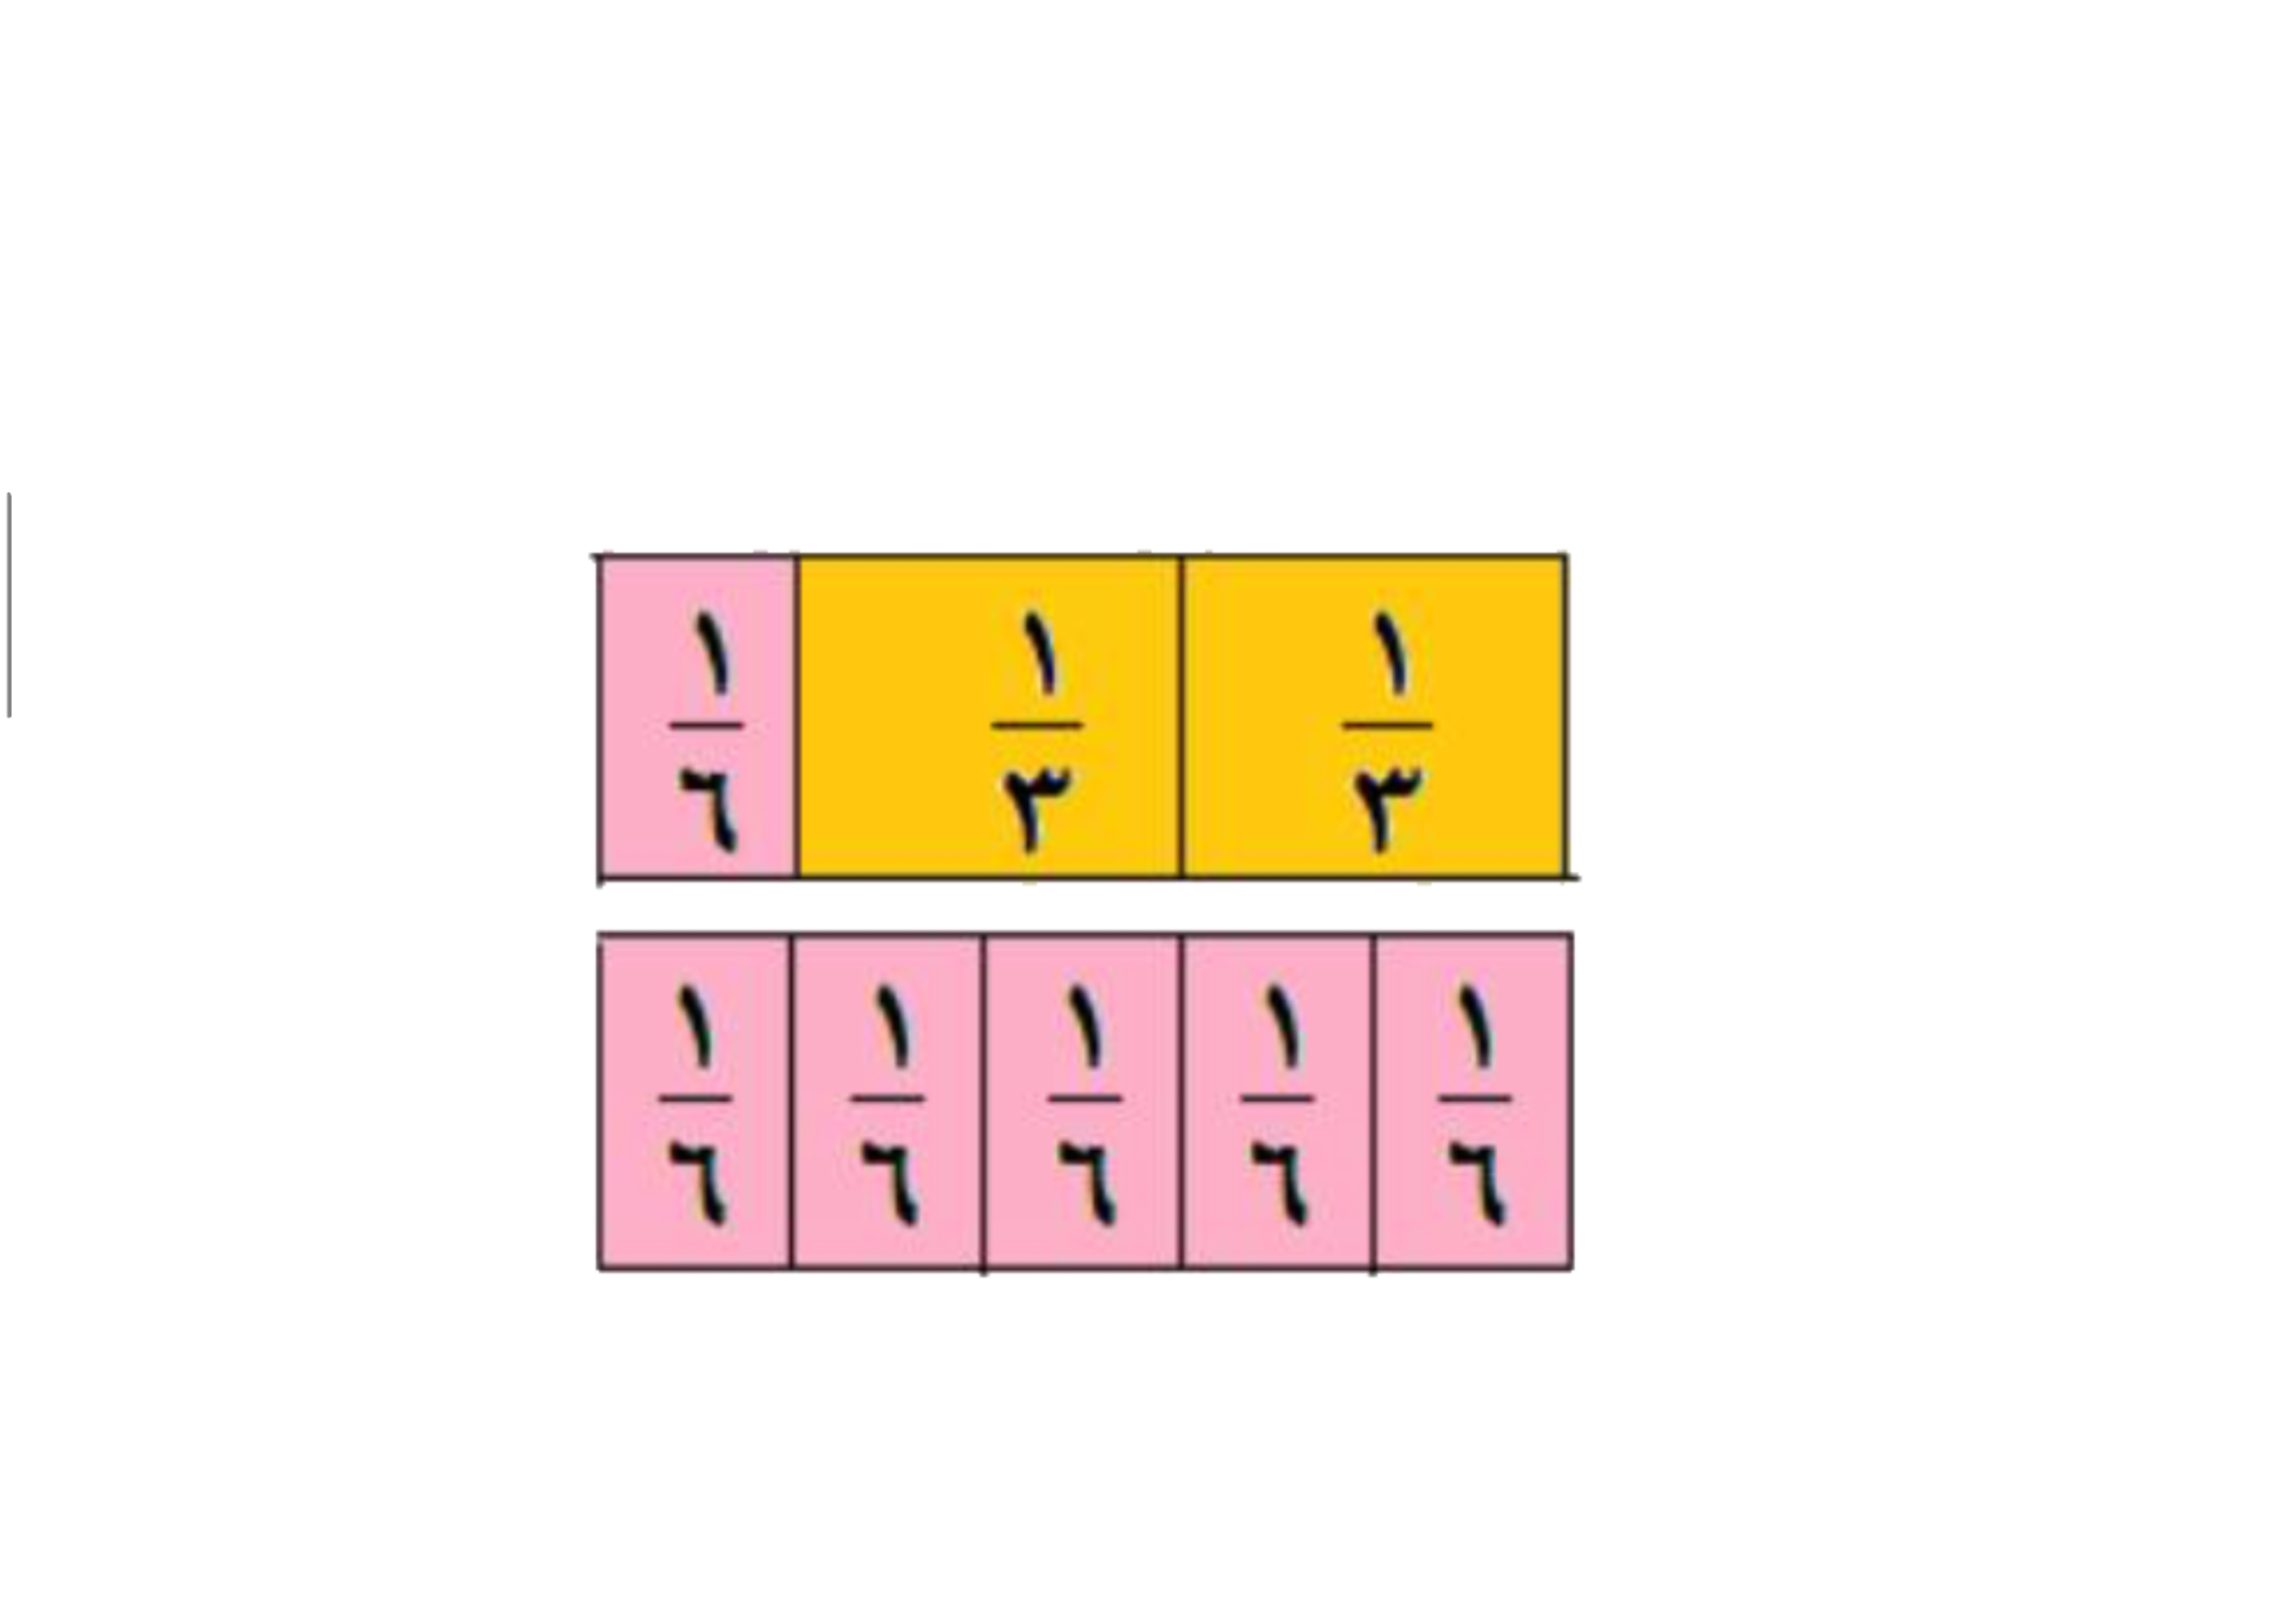 ١ ١ ١
٦ ٣ ٣
١ ١ ١ ١ ١
٦ ٦ ٦ ٦ ٦